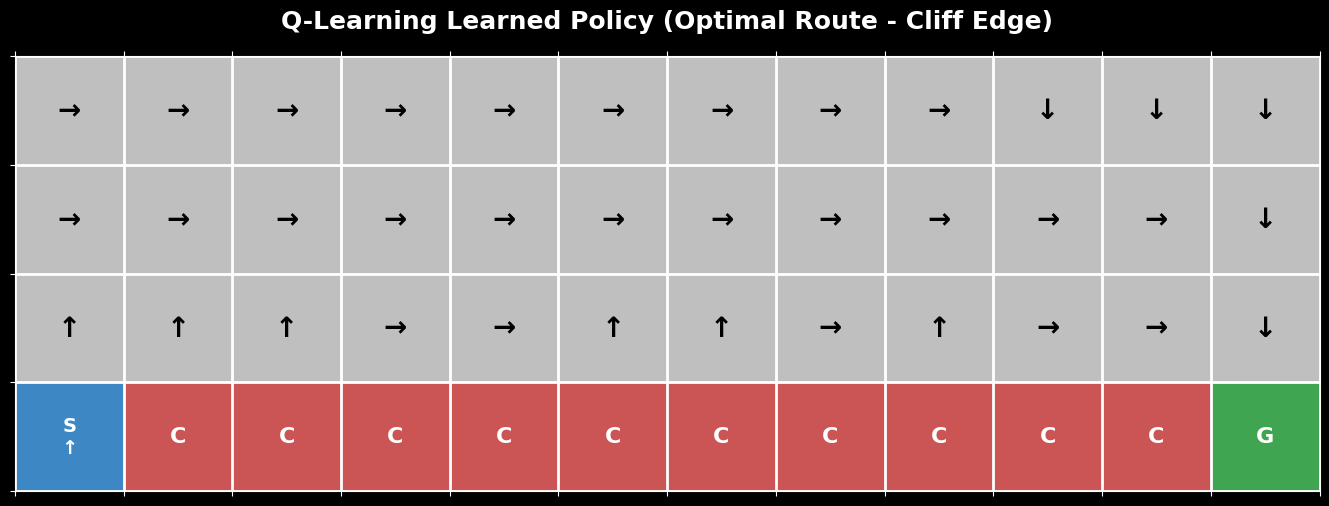 Q-Learning Learned Policy (Optimal Route - Cliff Edge)
→ → → → → → → → → ↓ ↓ ↓
→ → → → → → → → → → → ↓
↑ ↑ ↑ → → ↑ ↑ → ↑ → → ↓
S C C C C C C C C C C G
↑